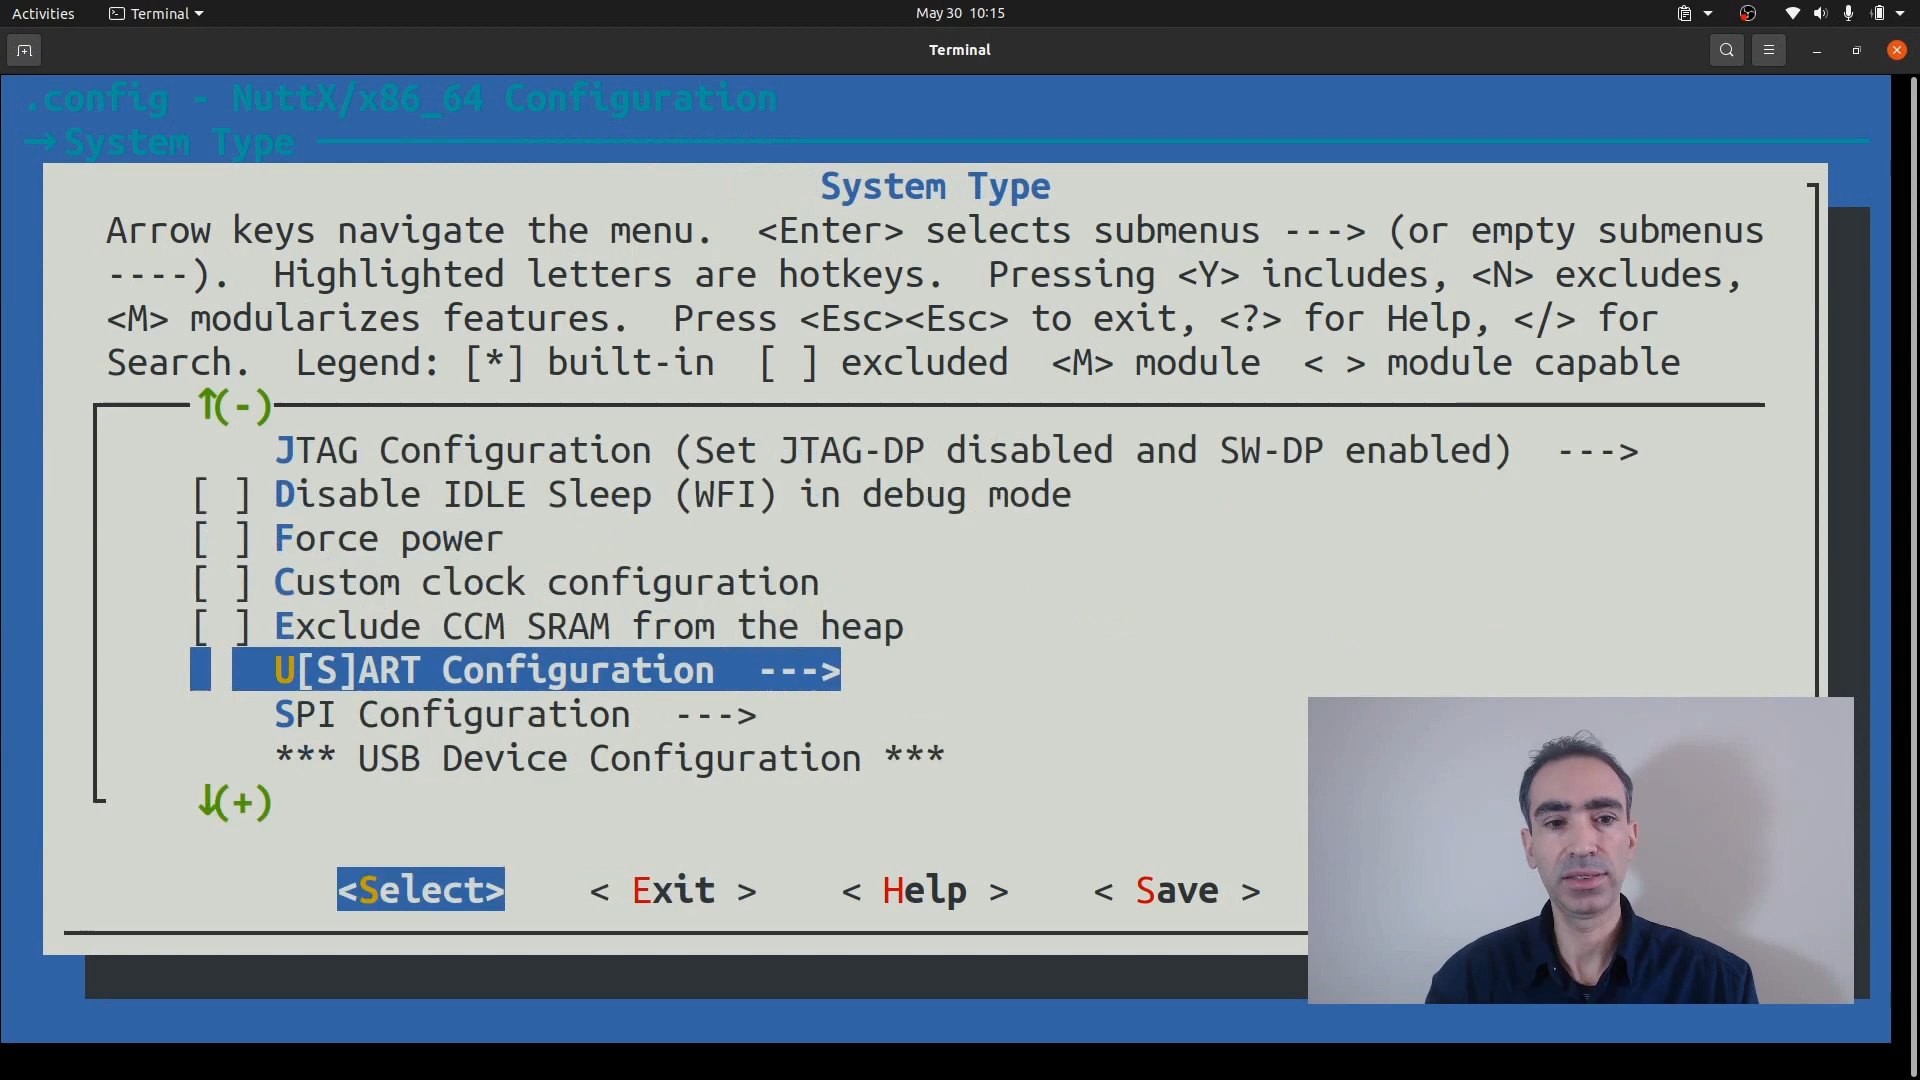 Activities Terminal May 30 10:15
Terminal
.config - NuttX/x86_64 Configuration
→ System Type
System Type
Arrow keys navigate the menu. <Enter> selects submenus ---> (or empty submenus
----). Highlighted letters are hotkeys. Pressing <Y> includes, <N> excludes,
<M> modularizes features. Press <Esc><Esc> to exit, <?> for Help, </> for
Search. Legend: [*] built-in [ ] excluded <M> module < > module capable
↑(-)
JTAG Configuration (Set JTAG-DP disabled and SW-DP enabled) --->
[ ] Disable IDLE Sleep (WFI) in debug mode
[ ] Force power
[ ] Custom clock configuration
[ ] Exclude CCM SRAM from the heap
U[S]ART Configuration --->
SPI Configuration --->
*** USB Device Configuration ***
↓(+)
<Select> < Exit > < Help > < Save >